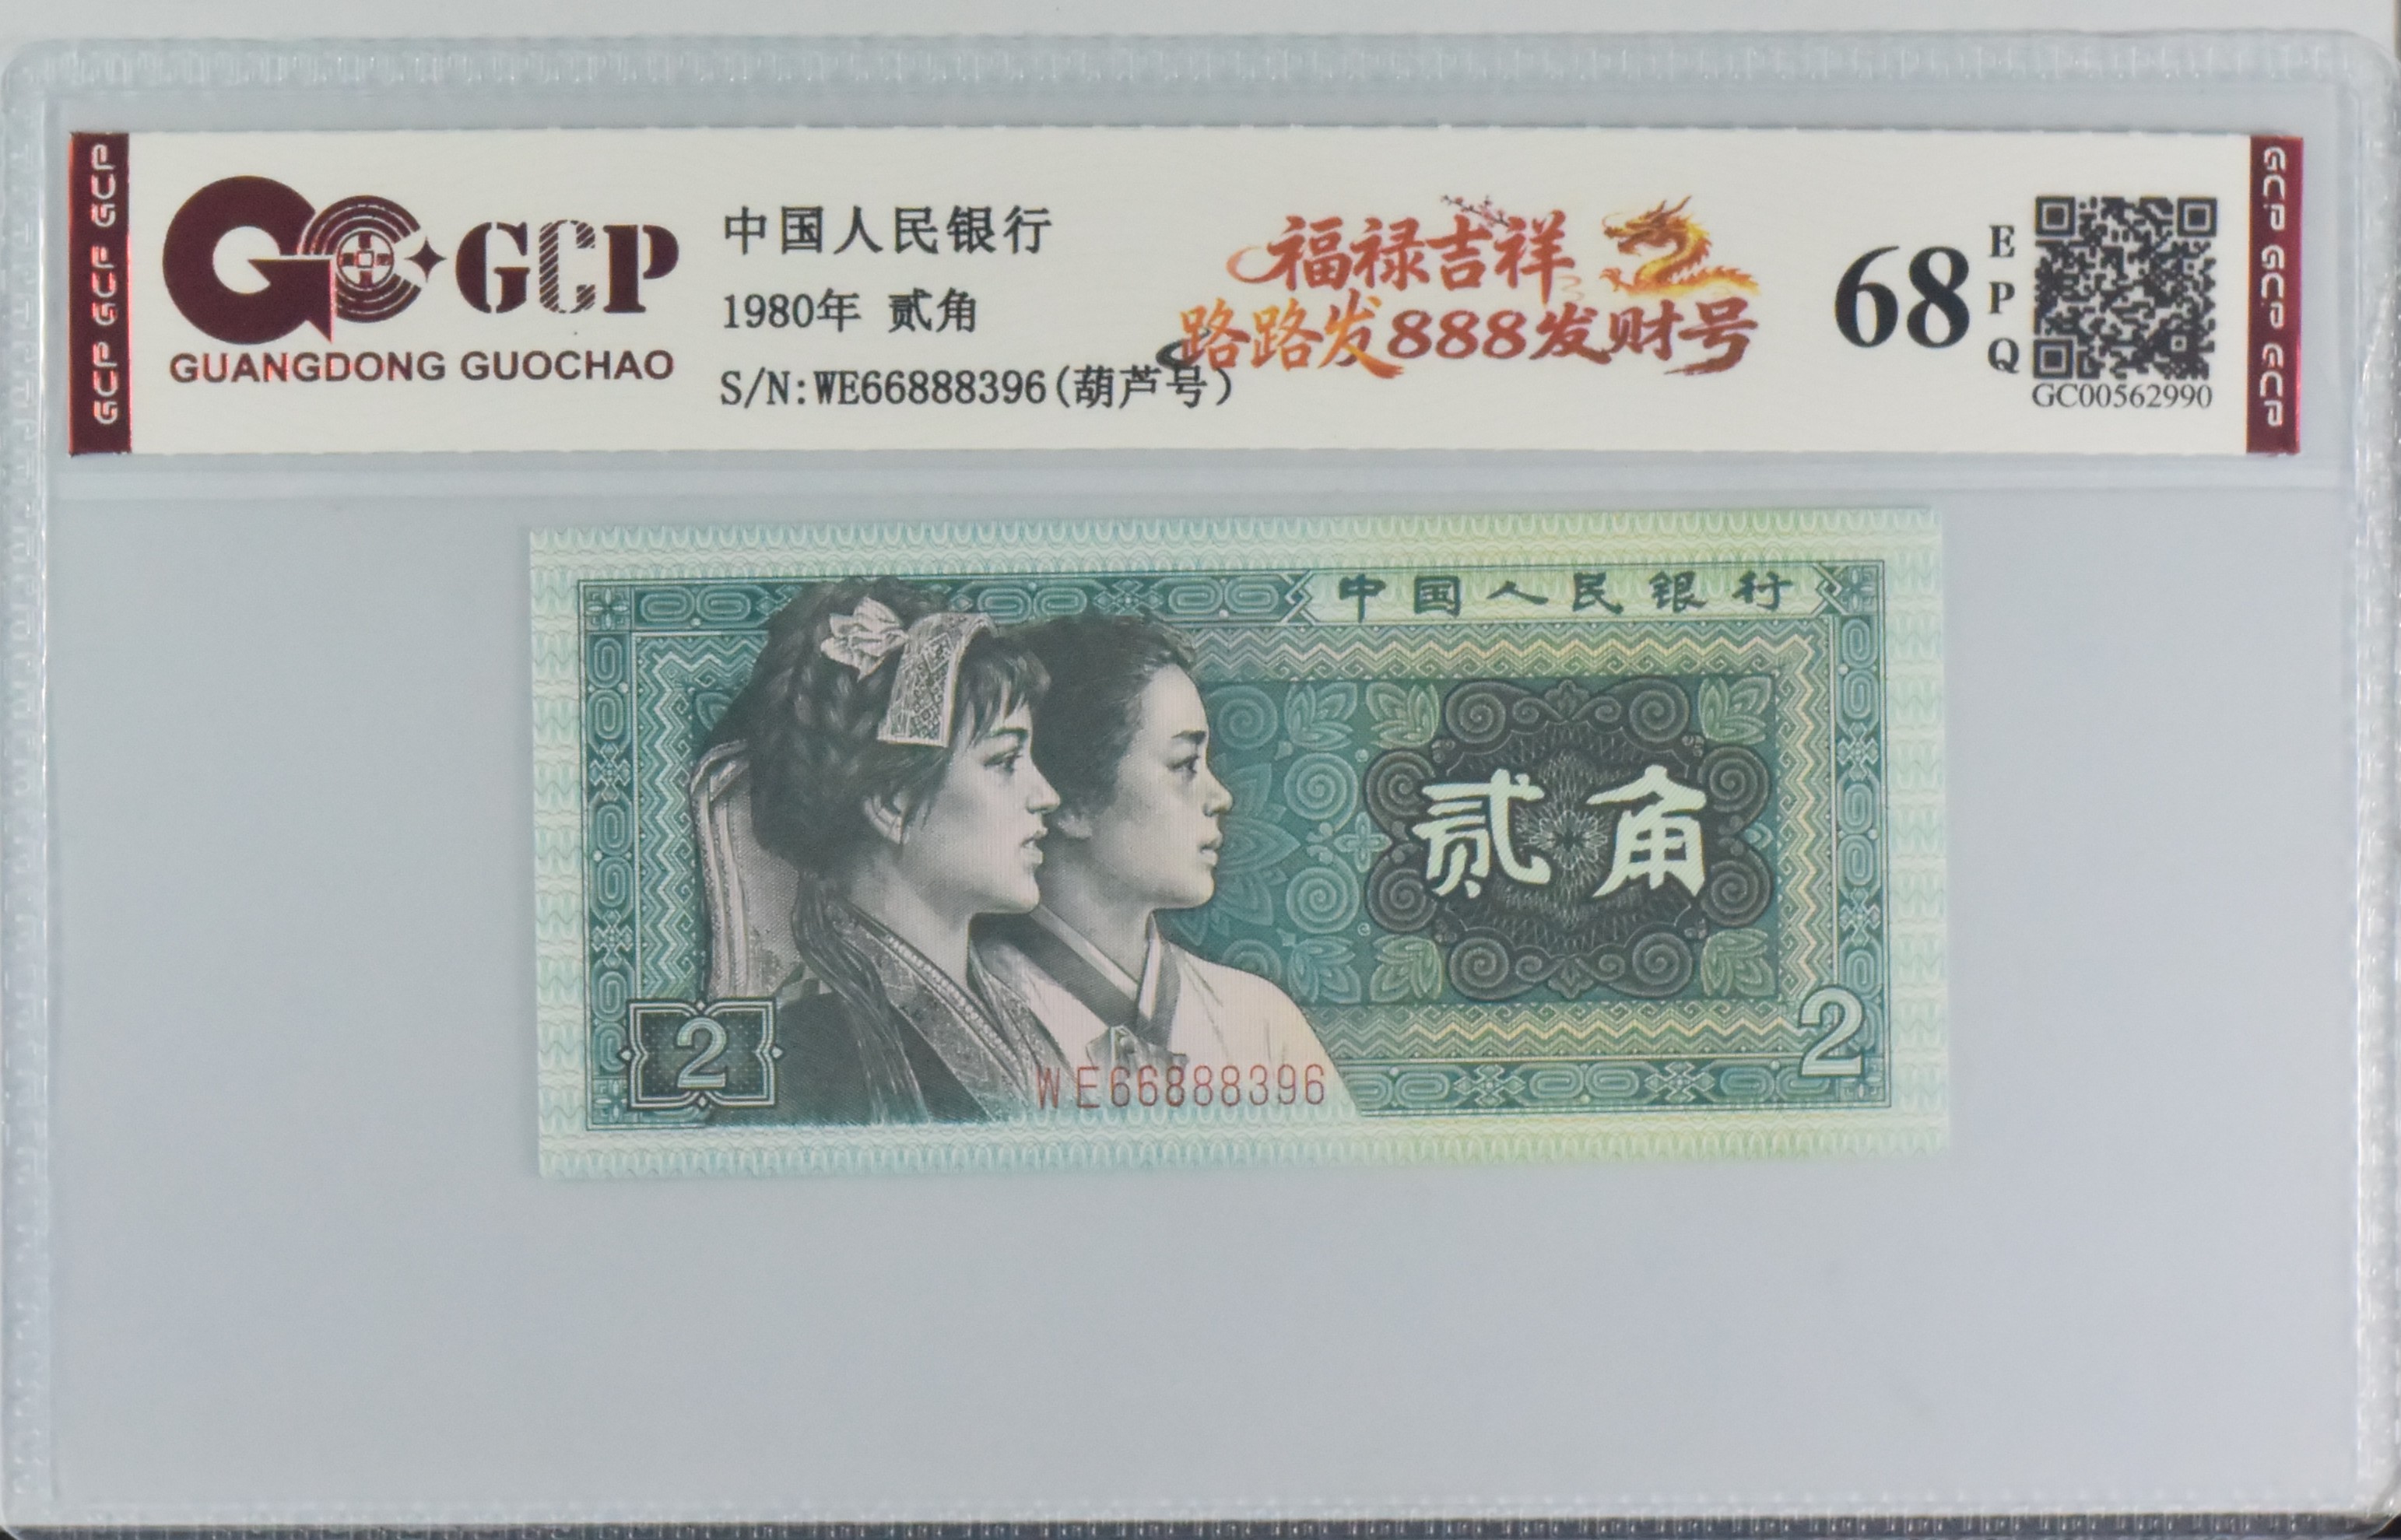 GCP GCP GCP
GCP
GUANGDONG GUOCHAO
中国人民银行
1980年 贰角
S/N:WE66888396(葫芦号)
福禄吉祥
路路发888发财号
68
EPQ
GC00562990
GCP GCP GCP
中国人民银行
贰角
2
WE66888396
2